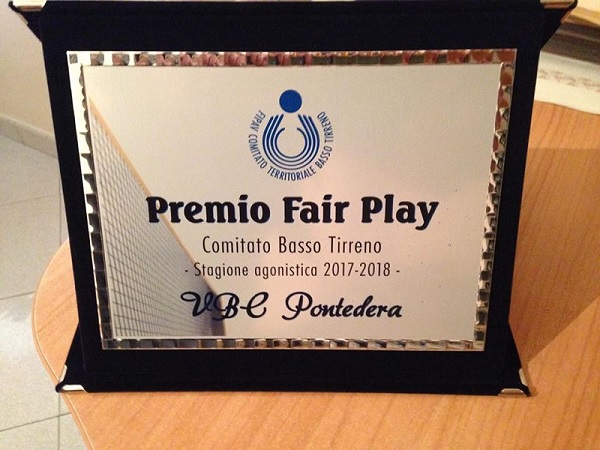 FIPAV COMITATO TERRITORIALE BASSO TIRRENO
Premio Fair Play
Comitato Basso Tirreno
- Stagione agonistica 2017-2018 -
VBC Pontedera